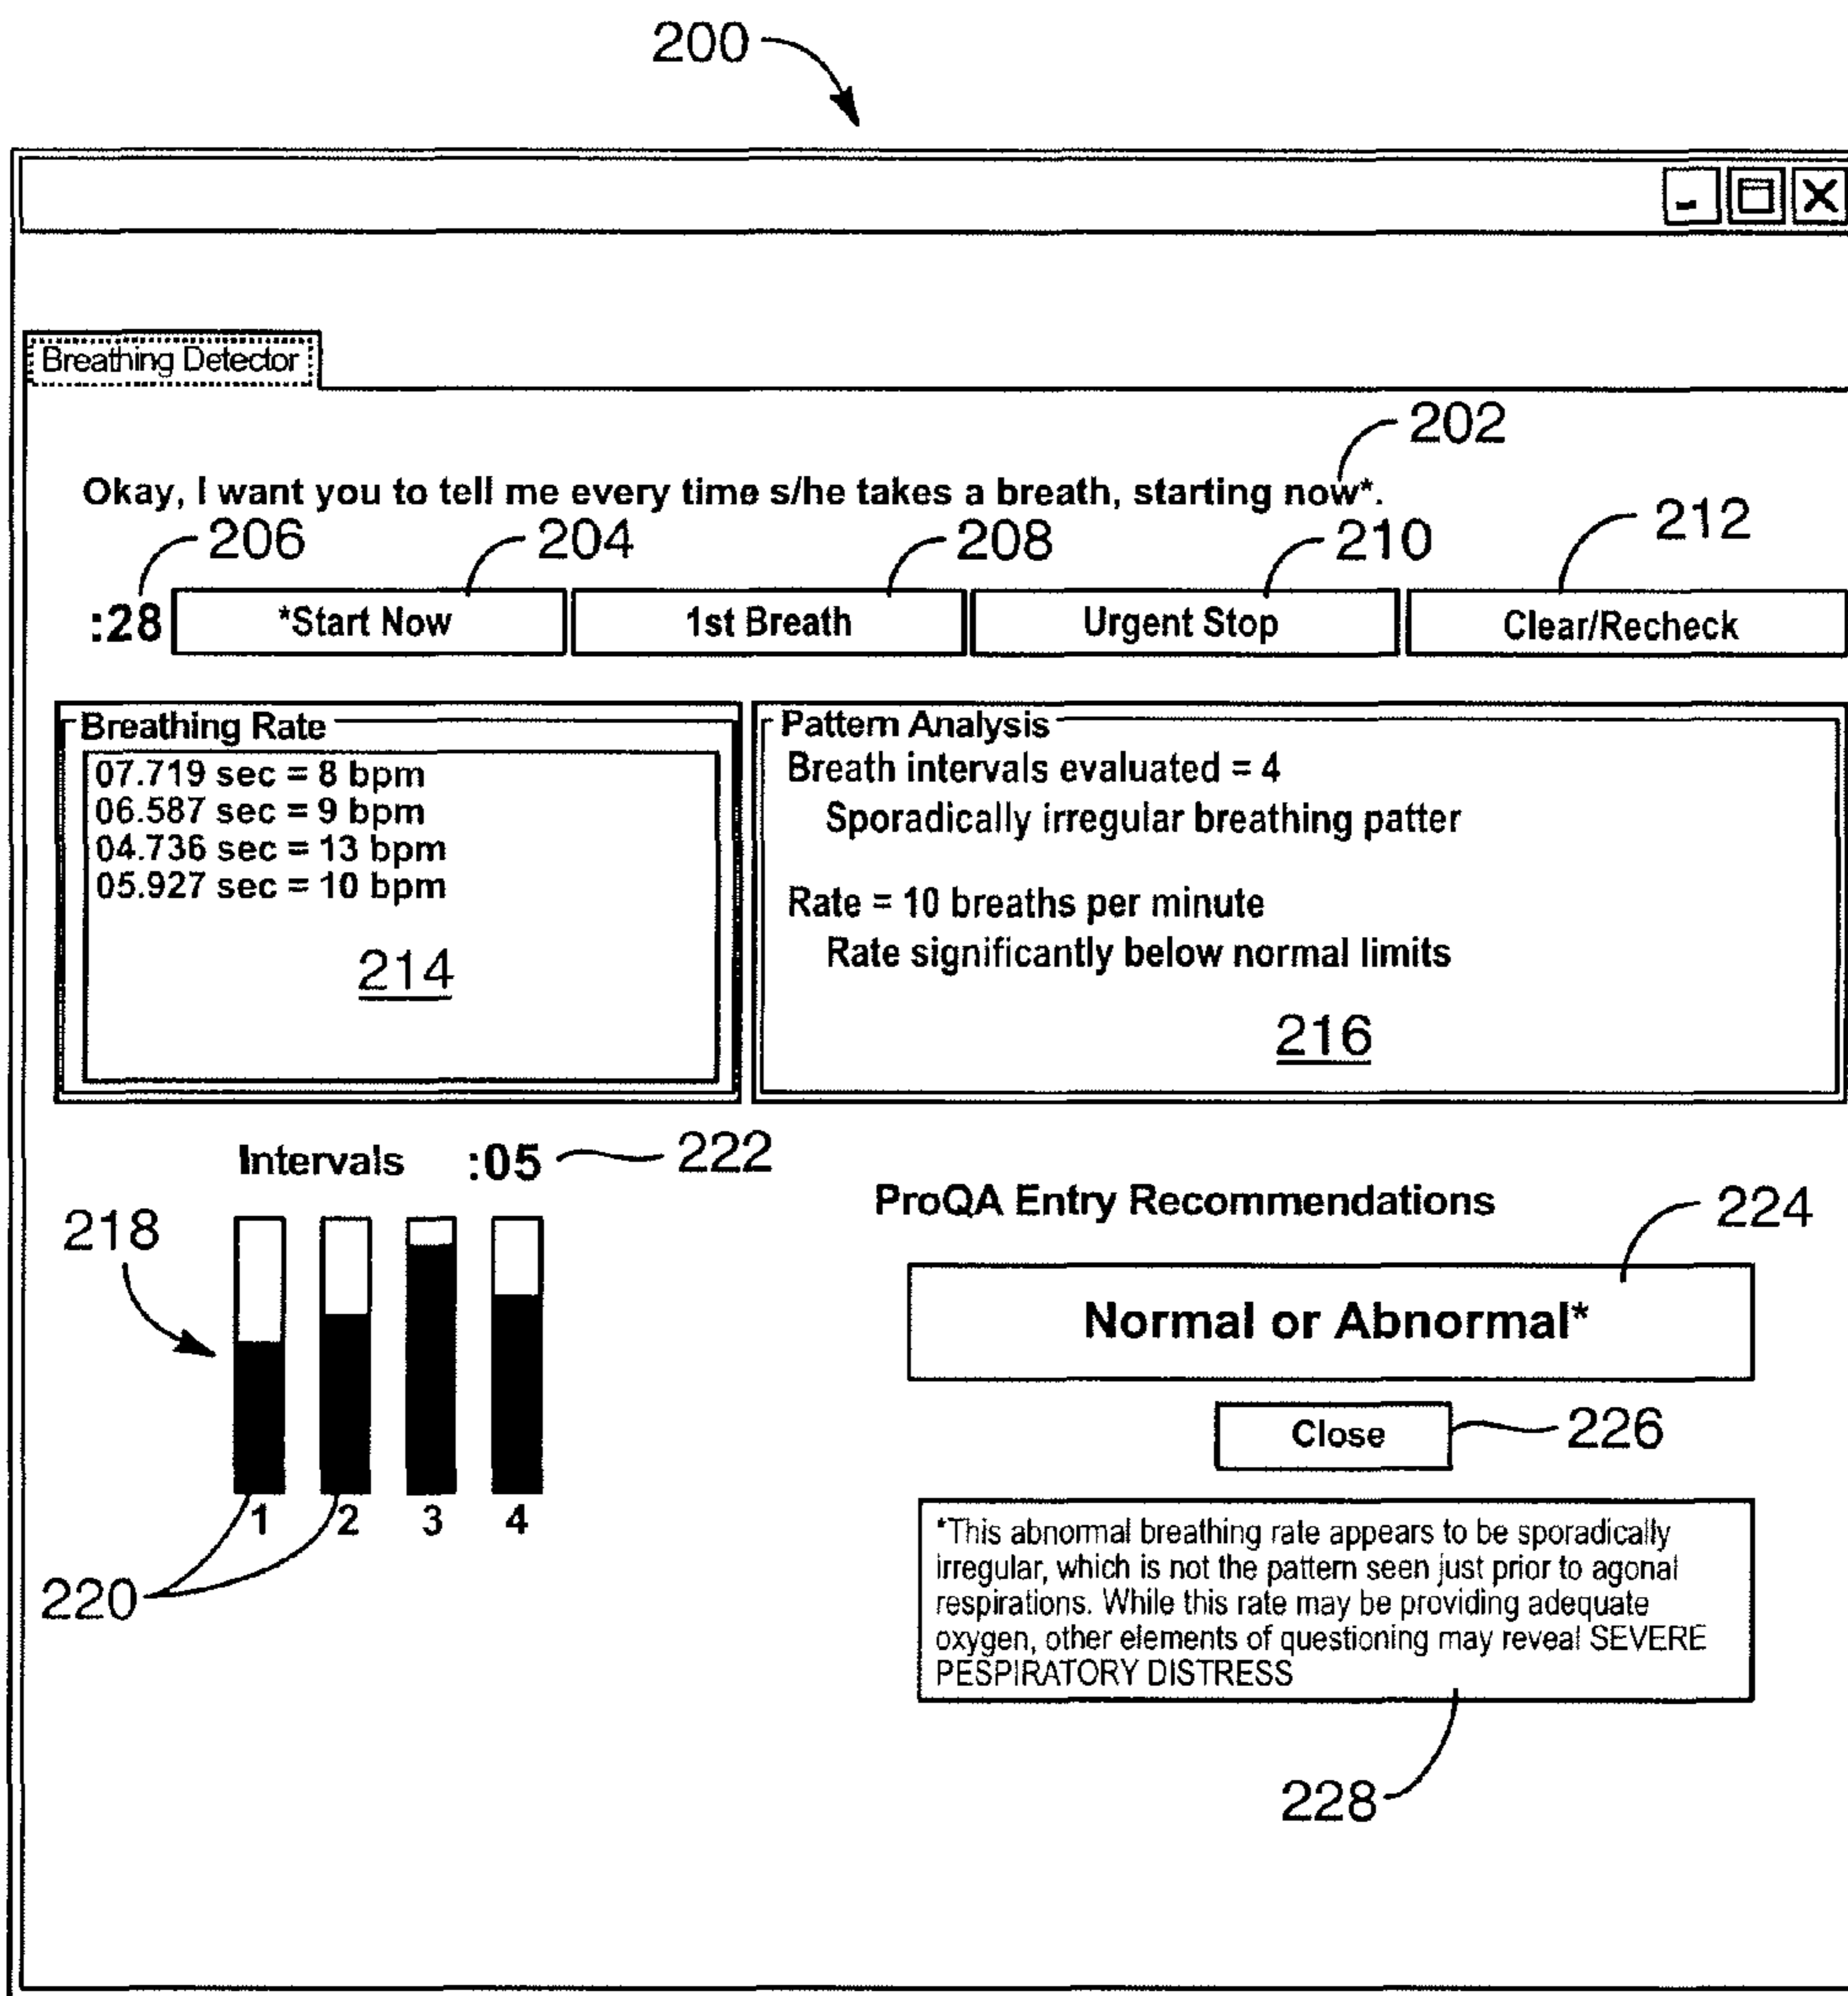 200
Breathing Detector
202
Okay, I want you to tell me every time s/he takes a breath, starting now*.
206 204 208 210 212
:28 *Start Now 1st Breath Urgent Stop Clear/Recheck
Breathing Rate
07.719 sec = 8 bpm
06.587 sec = 9 bpm
04.736 sec = 13 bpm
05.927 sec = 10 bpm
214
Pattern Analysis
Breath intervals evaluated = 4
Sporadically irregular breathing patter
Rate = 10 breaths per minute
Rate significantly below normal limits
216
Intervals :05 222
218
1 2 3 4
220
ProQA Entry Recommendations
224
Normal or Abnormal*
Close 226
*This abnormal breathing rate appears to be sporadically
irregular, which is not the pattern seen just prior to agonal
respirations. While this rate may be providing adequate
oxygen, other elements of questioning may reveal SEVERE
PESPIRATORY DISTRESS
228